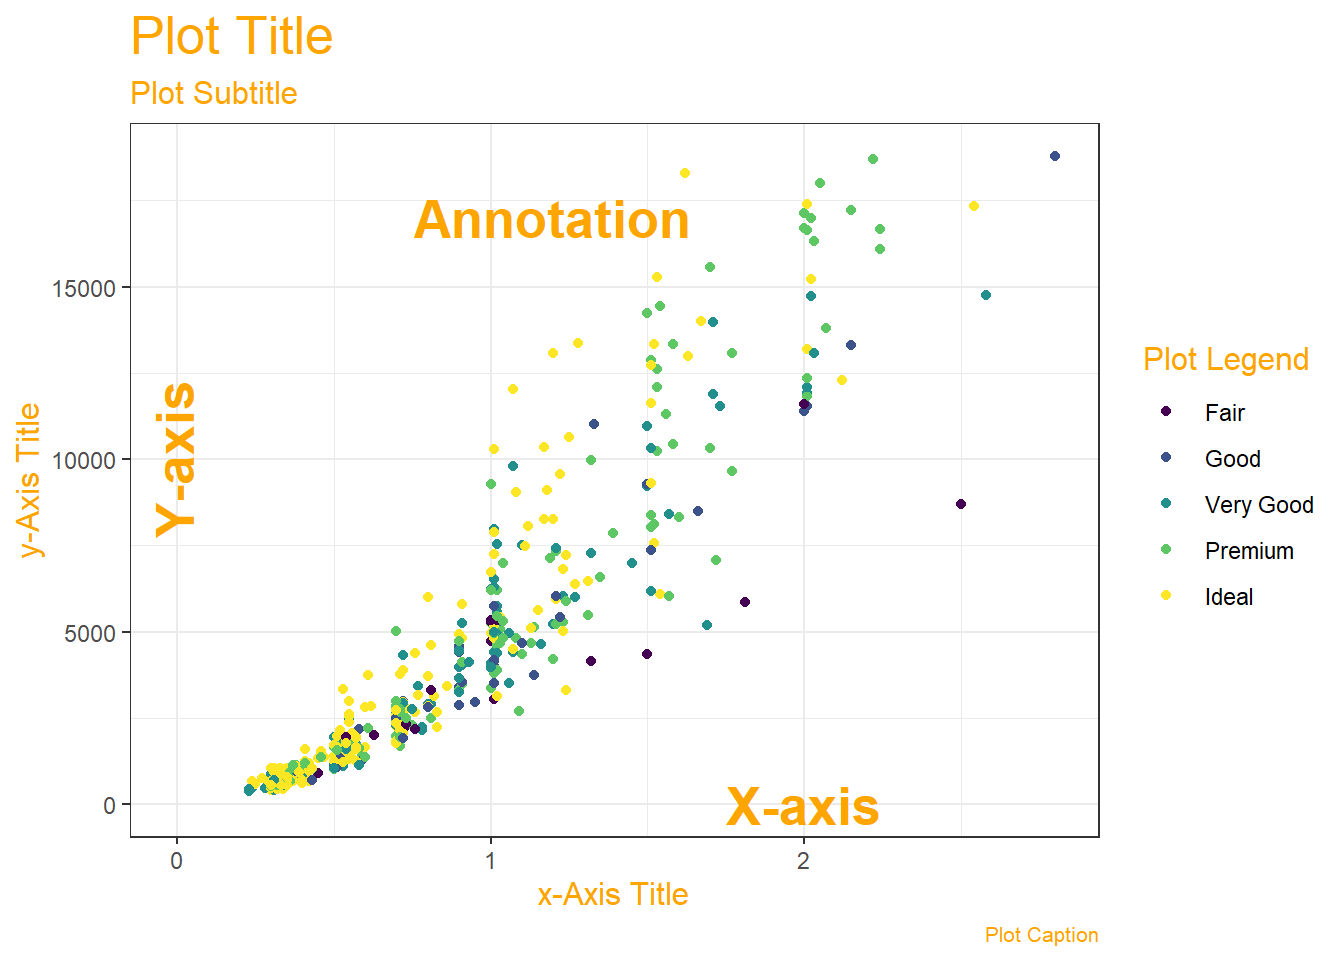 Plot Title
Plot Subtitle
Annotation
Y-axis
X-axis
y-Axis Title
15000
10000
5000
0
0
1
2
x-Axis Title
Plot Caption
Plot Legend
Fair
Good
Very Good
Premium
Ideal